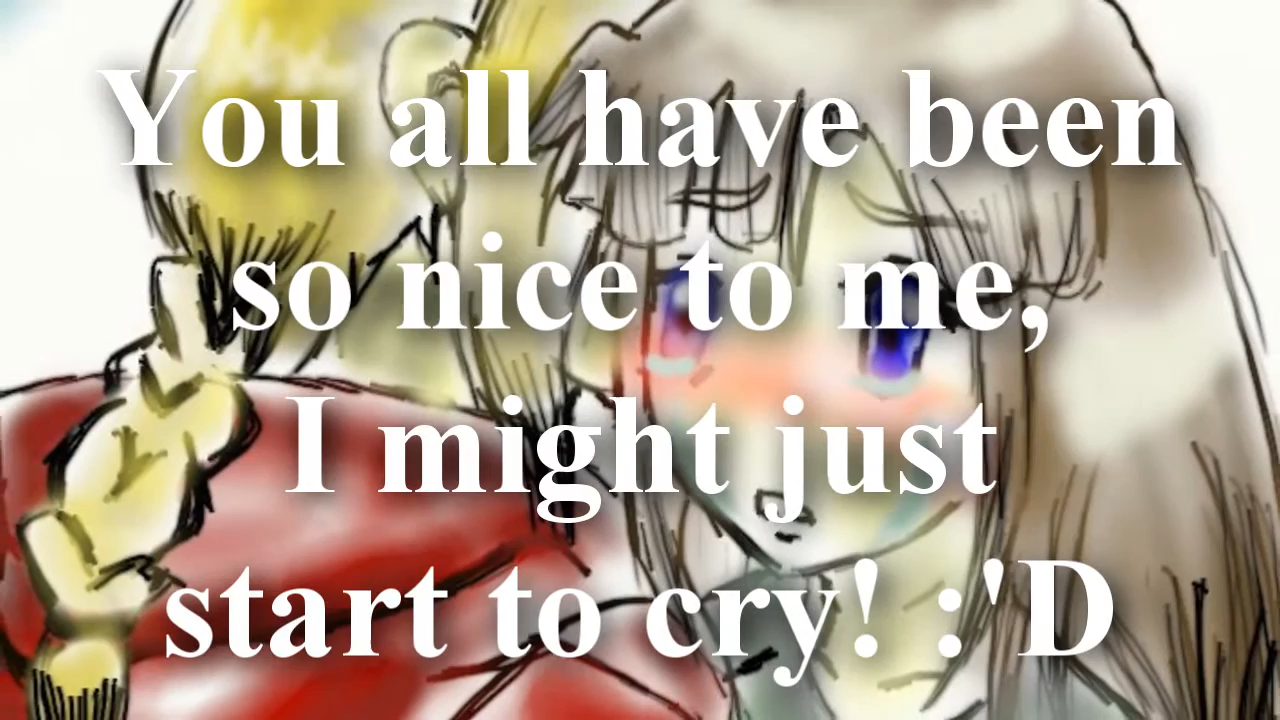 You all have been
so nice to me,
I might just
start to cry! :'D